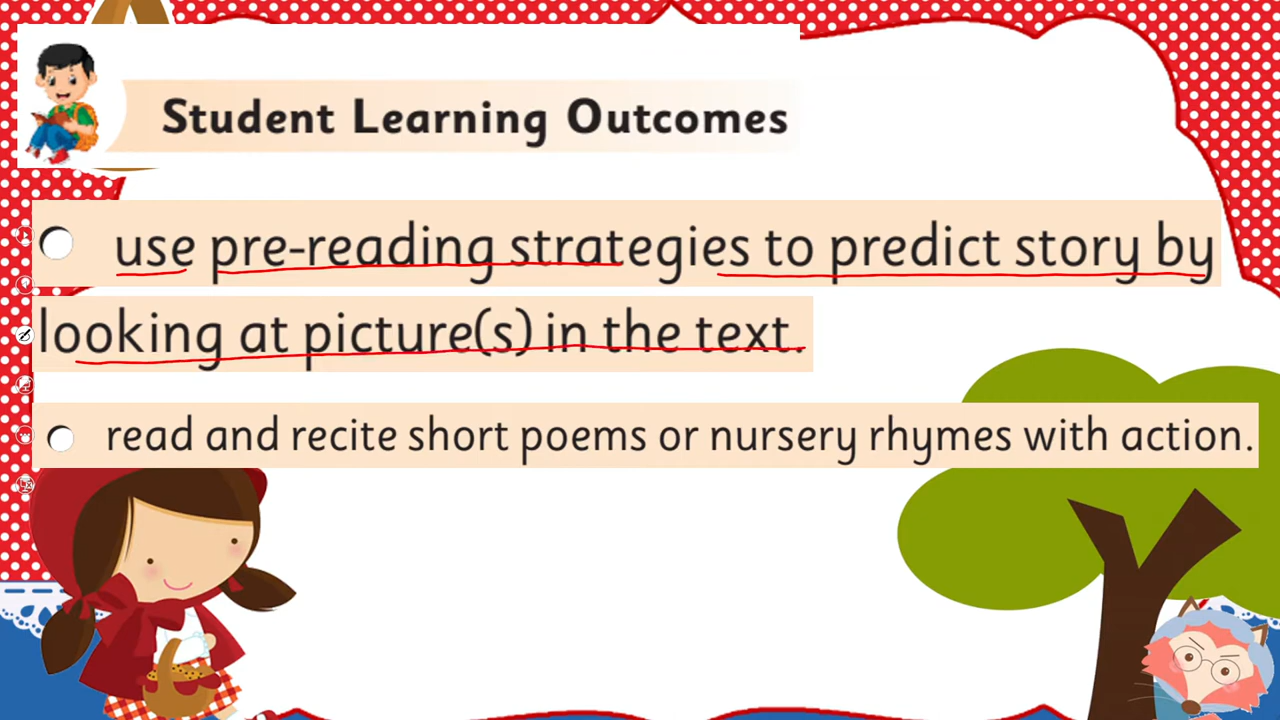 Student Learning Outcomes
use pre-reading strategies to predict story by
looking at picture(s) in the text.
read and recite short poems or nursery rhymes with action.